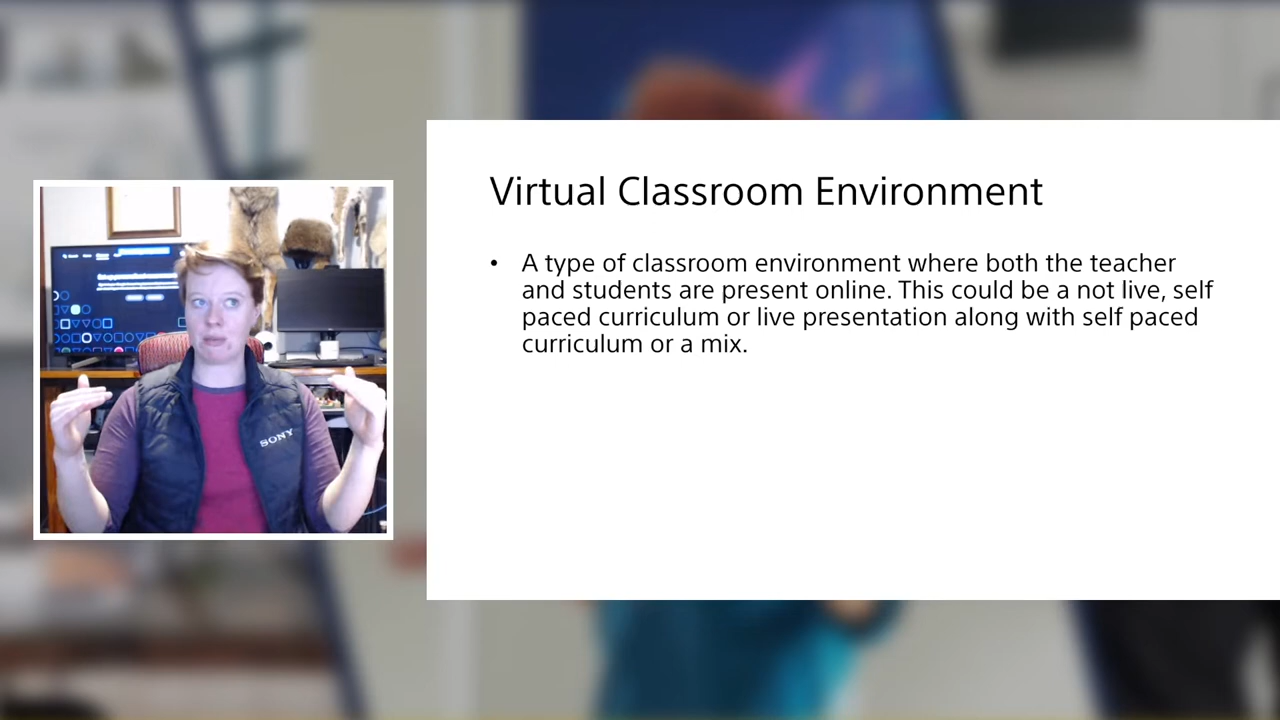 Virtual Classroom Environment
• A type of classroom environment where both the teacher
and students are present online. This could be a not live, self
paced curriculum or live presentation along with self paced
curriculum or a mix.
SONY